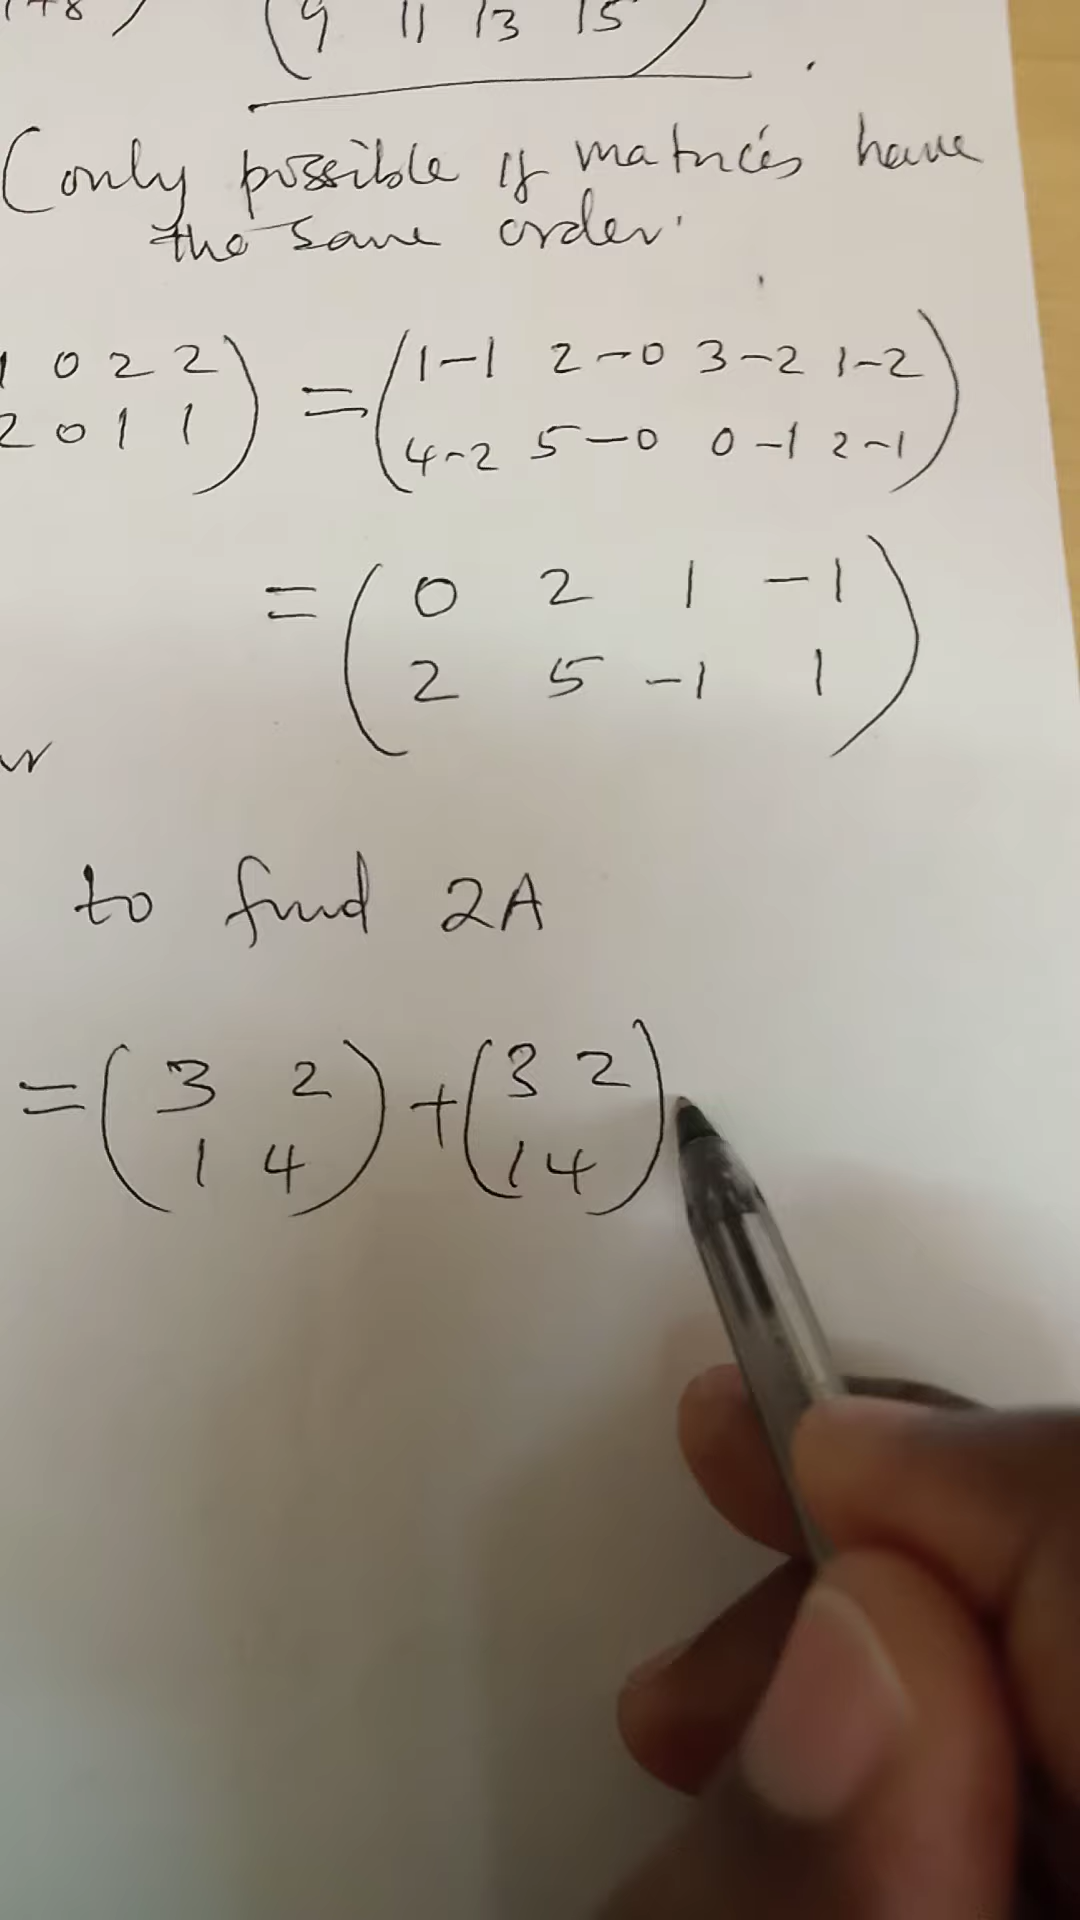 +8 ) ( 9 11 13 15 ) .
(only possible if matricés have
the same order.
1 0 2 2 ) = ( 1-1 2-0 3-2 1-2
2 0 1 1 ) ( 4-2 5-0 0-1 2-1 )
= ( 0 2 1 -1
2 5 -1 1 )
to find 2A
= ( 3 2 ) + ( 3 2 )
( 1 4 ) ( 1 4 )